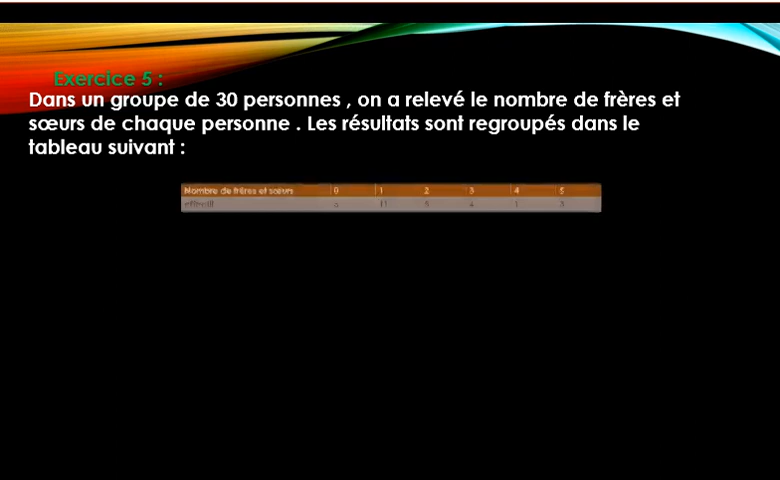 Exercice 5 :
Dans un groupe de 30 personnes , on a relevé le nombre de frères et
sœurs de chaque personne . Les résultats sont regroupés dans le
tableau suivant :
Nombre de frères et sœurs 0 1 2 3 4 5
effectif 11 1